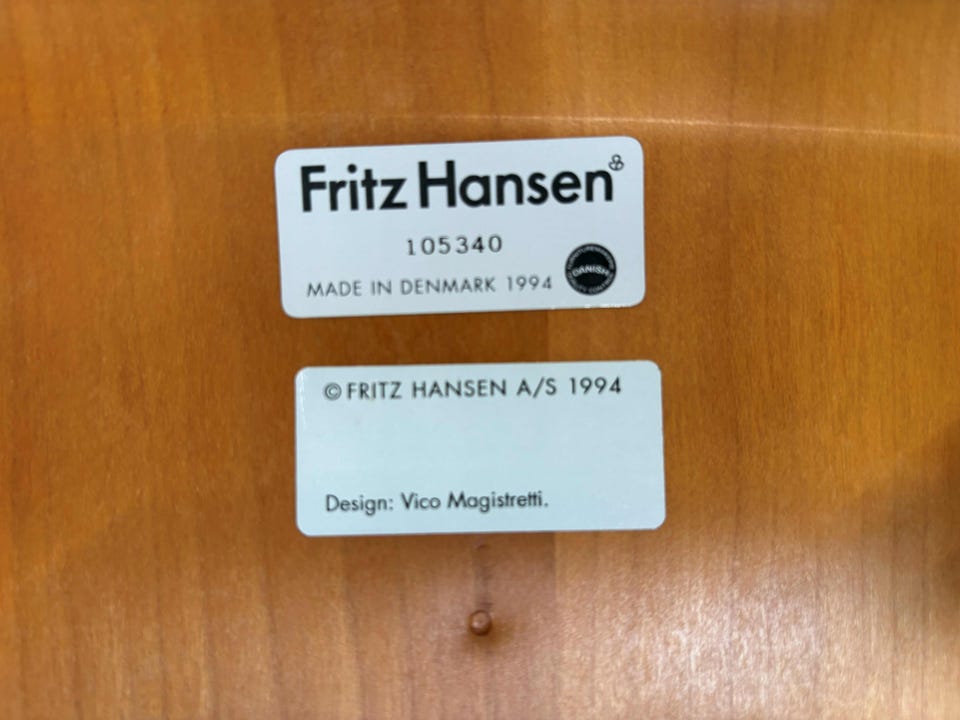 Fritz Hansen
105340
MADE IN DENMARK 1994
DANISH
© FRITZ HANSEN A/S 1994
Design: Vico Magistretti.